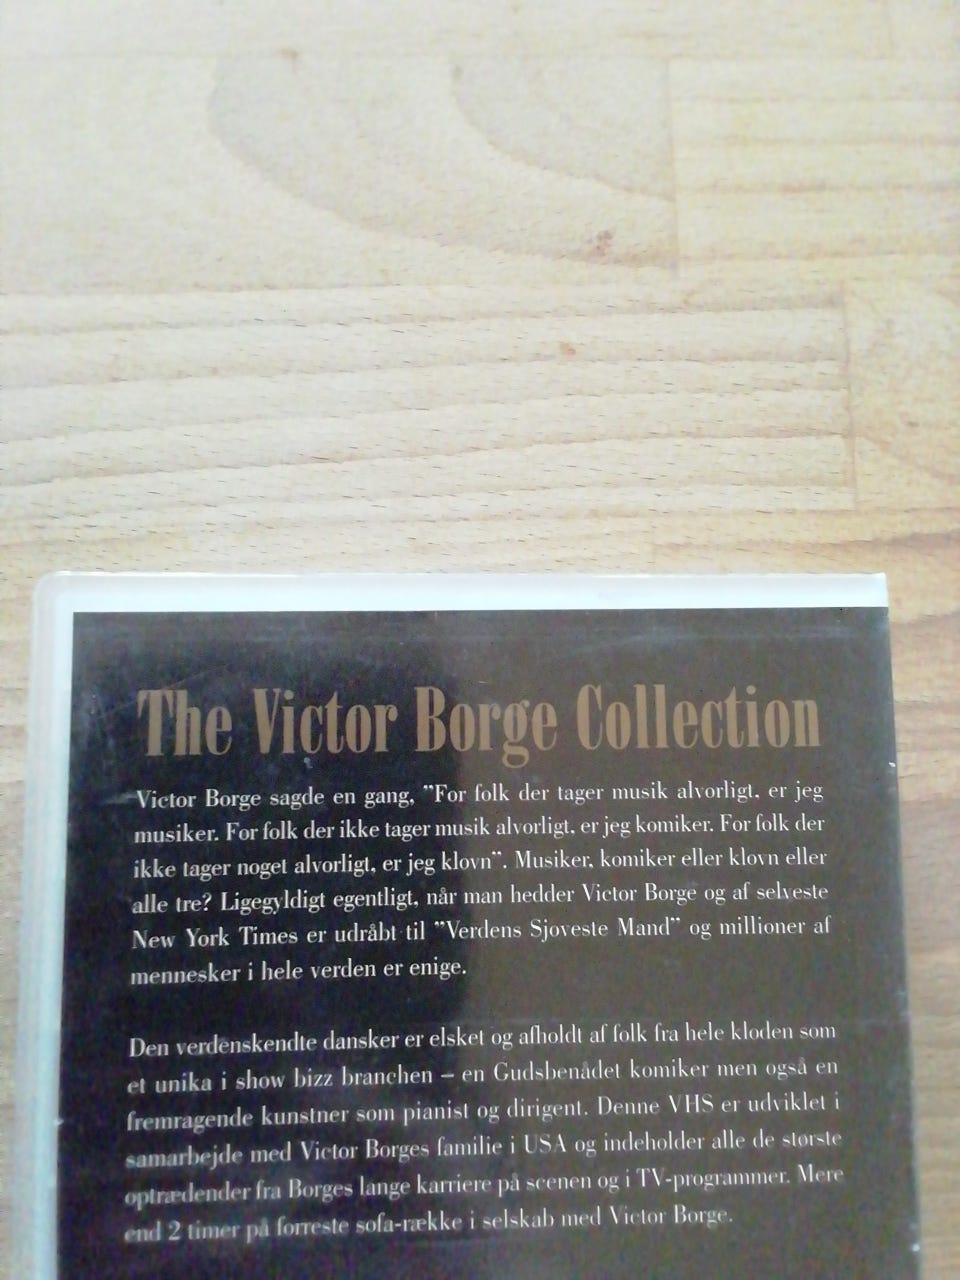 The Victor Borge Collection
Victor Borge sagde en gang, ”For folk der tager musik alvorligt, er jeg
musiker. For folk der ikke tager musik alvorligt, er jeg komiker. For folk der
ikke tager noget alvorligt, er jeg klovn”. Musiker, komiker eller klovn eller
alle tre? Ligegyldigt egentligt, når man hedder Victor Borge og af selveste
New York Times er udråbt til ”Verdens Sjoveste Mand” og millioner af
mennesker i hele verden er enige.
Den verdenskendte dansker er elsket og afholdt af folk fra hele kloden som
et unika i show bizz branchen – en Gudsbenådet komiker men også en
fremragende kunstner som pianist og dirigent. Denne VHS er udviklet i
samarbejde med Victor Borges familie i USA og indeholder alle de største
optrædender fra Borges lange karriere på scenen og i TV-programmer. Mere
end 2 timer på forreste sofa-række i selskab med Victor Borge.